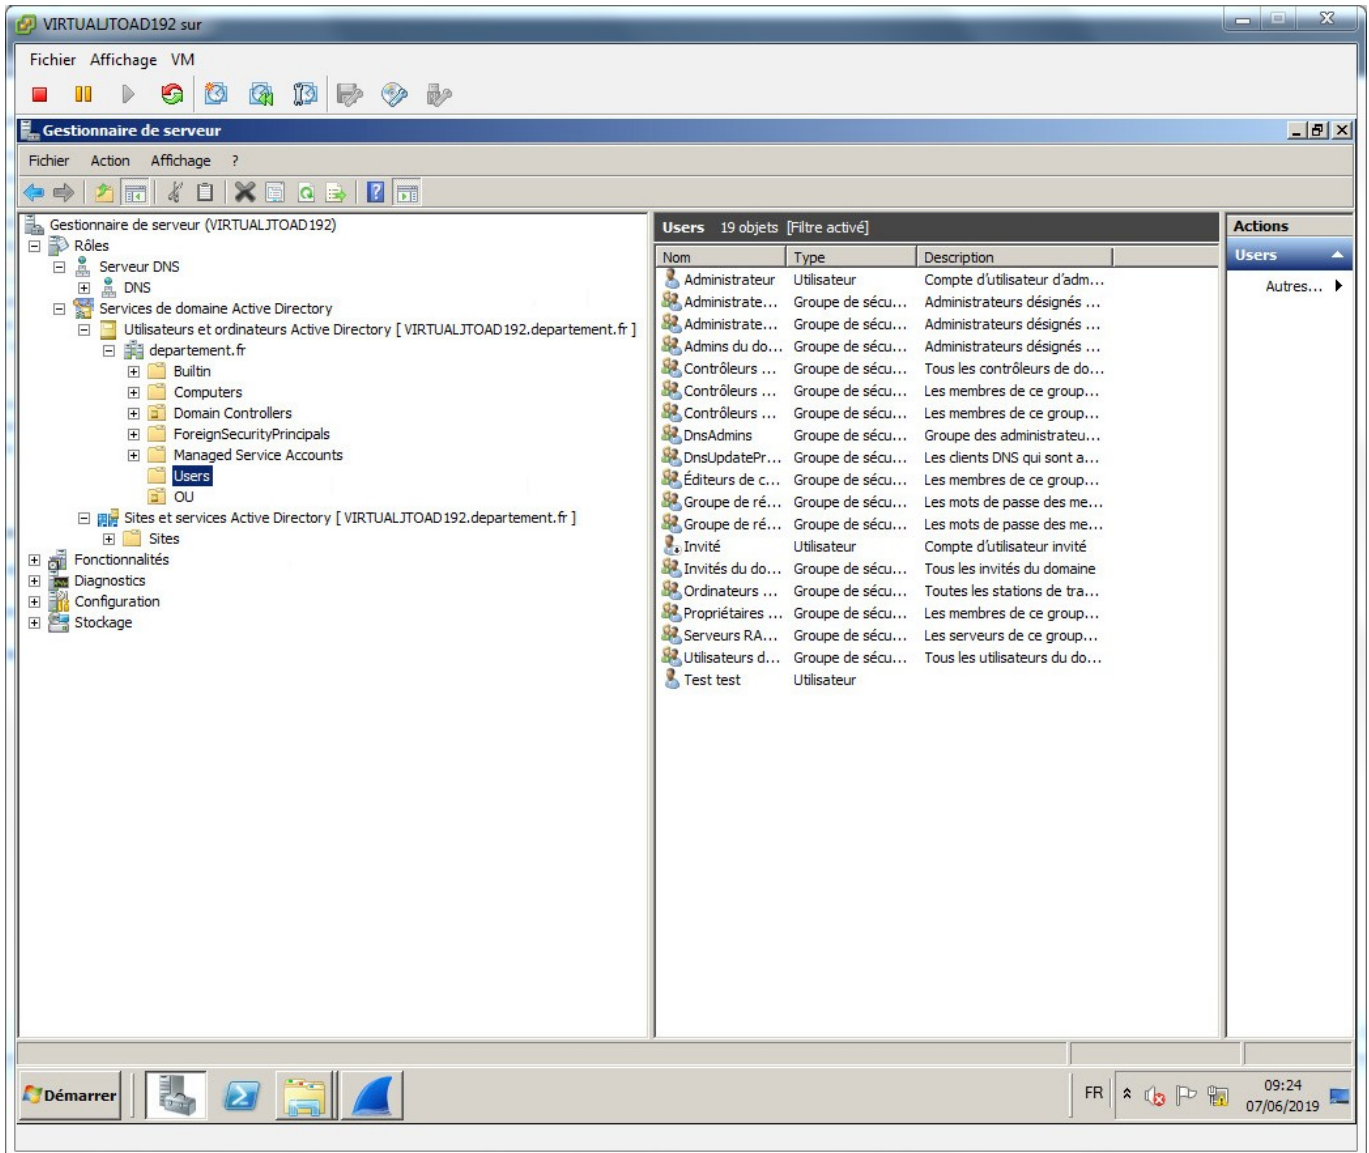 VIRTUALJTOAD192 sur
Fichier Affichage VM
Gestionnaire de serveur
Fichier Action Affichage ?
Gestionnaire de serveur (VIRTUALJTOAD192)
Rôles
Serveur DNS
DNS
Services de domaine Active Directory
Utilisateurs et ordinateurs Active Directory [ VIRTUALJTOAD192.departement.fr ]
departement.fr
Builtin
Computers
Domain Controllers
ForeignSecurityPrincipals
Managed Service Accounts
Users
OU
Sites et services Active Directory [ VIRTUALJTOAD192.departement.fr ]
Sites
Fonctionnalités
Diagnostics
Configuration
Stockage
Users 19 objets [Filtre activé]
Nom Type Description
Administrateur Utilisateur Compte d'utilisateur d'adm...
Administrate... Groupe de sécu... Administrateurs désignés ...
Administrate... Groupe de sécu... Administrateurs désignés ...
Admins du do... Groupe de sécu... Administrateurs désignés ...
Contrôleurs ... Groupe de sécu... Tous les contrôleurs de do...
Contrôleurs ... Groupe de sécu... Les membres de ce group...
Contrôleurs ... Groupe de sécu... Les membres de ce group...
DnsAdmins Groupe de sécu... Groupe des administrateu...
DnsUpdatePr... Groupe de sécu... Les clients DNS qui sont a...
Éditeurs de c... Groupe de sécu... Les membres de ce group...
Groupe de ré... Groupe de sécu... Les mots de passe des me...
Groupe de ré... Groupe de sécu... Les mots de passe des me...
Invité Utilisateur Compte d'utilisateur invité
Invités du do... Groupe de sécu... Tous les invités du domaine
Ordinateurs ... Groupe de sécu... Toutes les stations de tra...
Propriétaires ... Groupe de sécu... Les membres de ce group...
Serveurs RA... Groupe de sécu... Les serveurs de ce group...
Utilisateurs d... Groupe de sécu... Tous les utilisateurs du do...
Test test Utilisateur
Actions
Users
Autres...
Démarrer
FR
09:24
07/06/2019